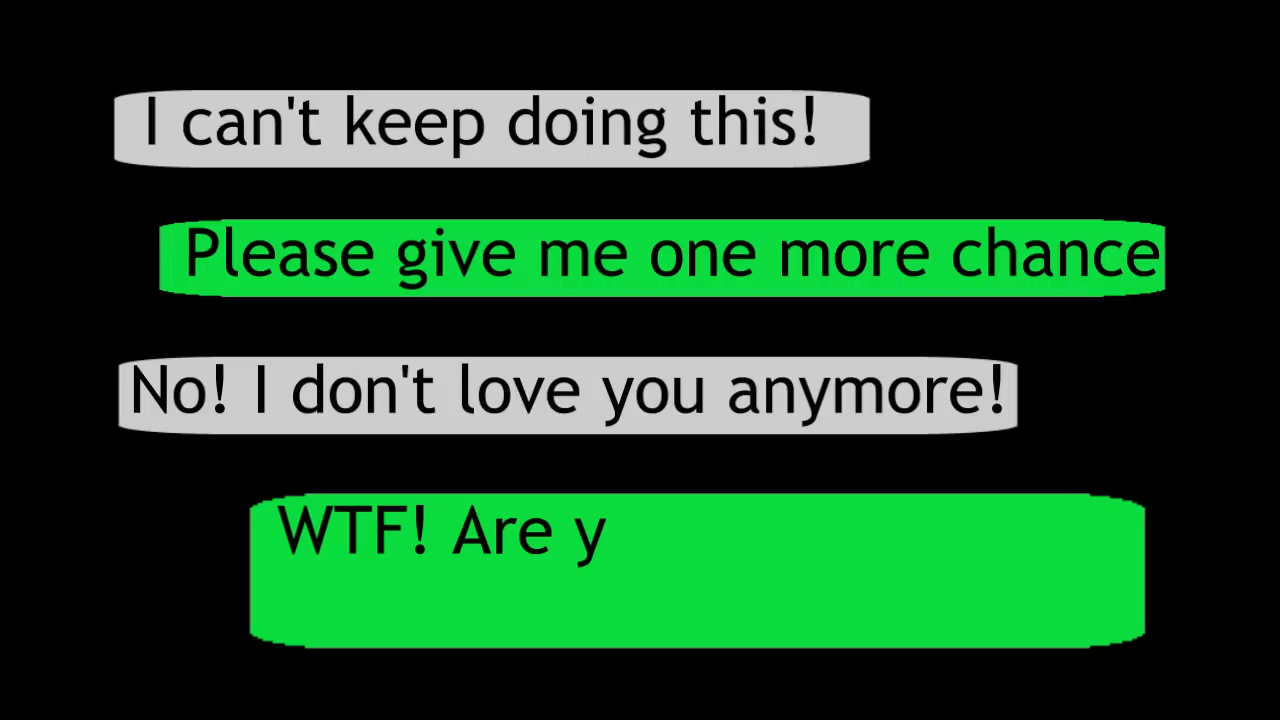 I can't keep doing this!
Please give me one more chance
No! I don't love you anymore!
WTF! Are y